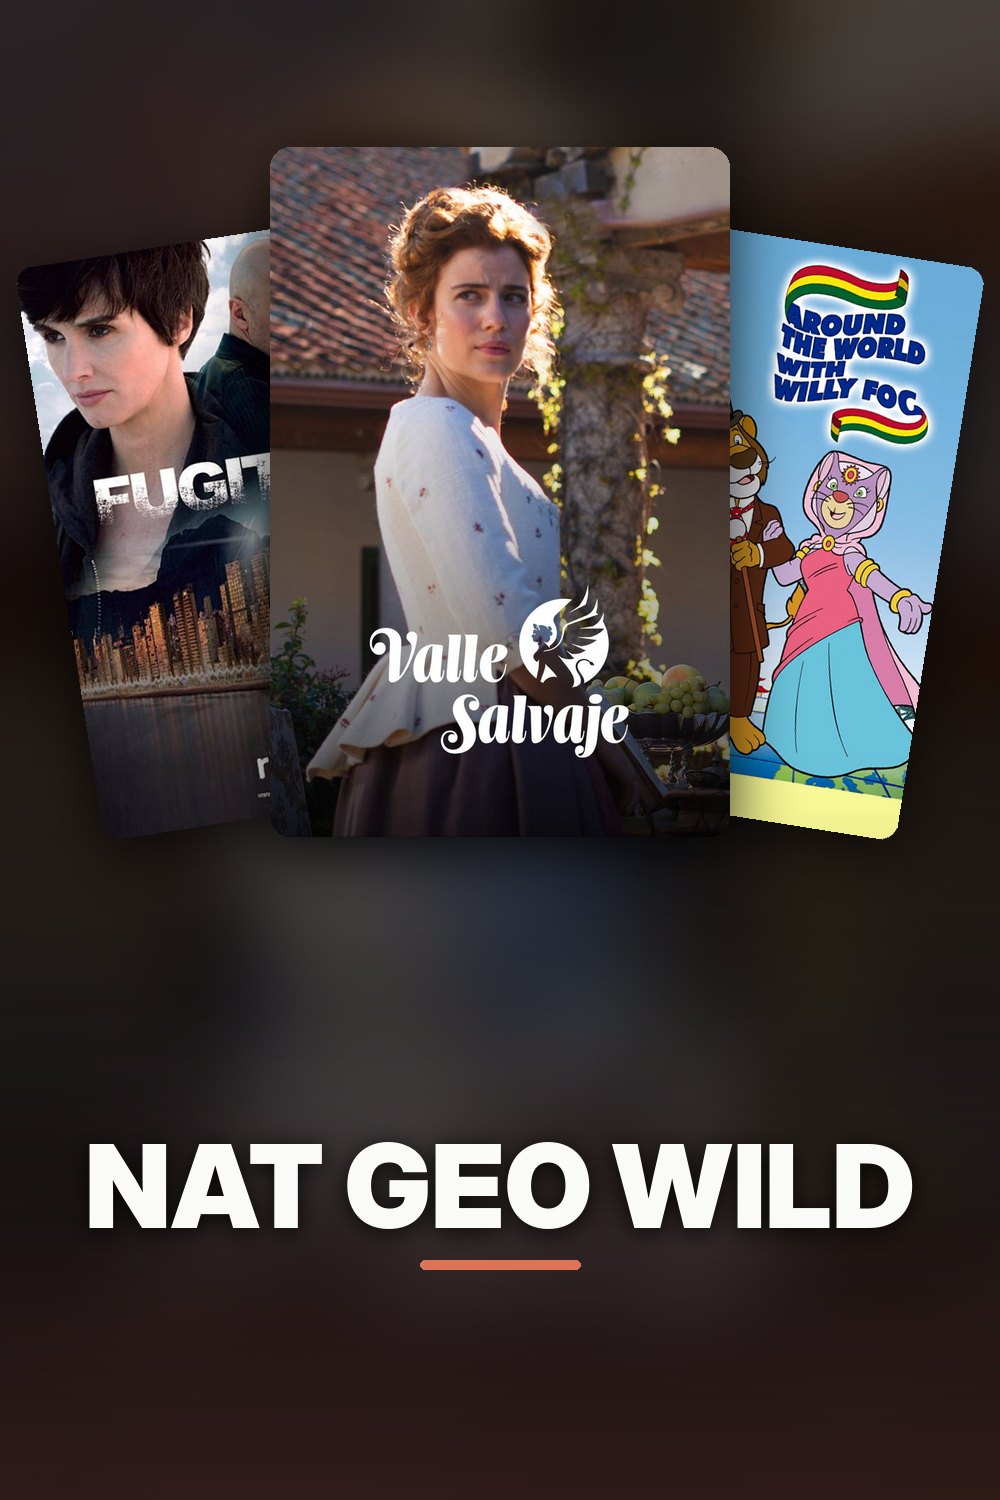 FUGIT
Valle
Salvaje
AROUND
THE WORLD
WITH
WILLY FOG
NAT GEO WILD